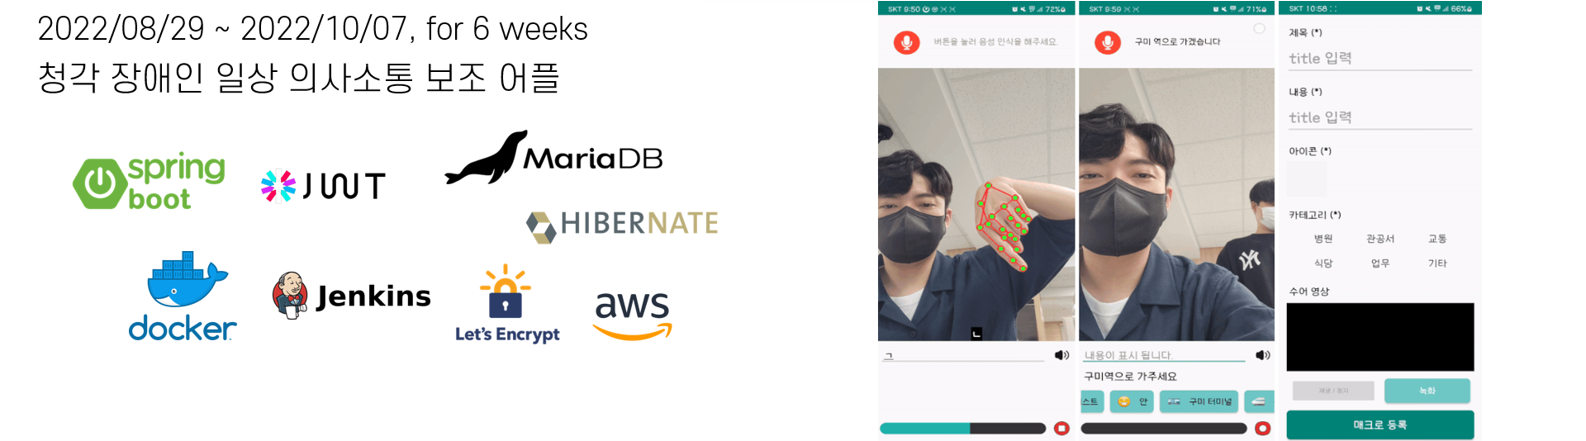 2022/08/29 ~ 2022/10/07, for 6 weeks
청각 장애인 일상 의사소통 보조 어플
spring
boot
JWT
MariaDB
HIBERNATE
docker
Jenkins
Let's Encrypt
aws
SKT 9:50
72%
버튼을 눌러 음성 인식을 해주세요.
ㄴ
ㄱ
SKT 9:59
71%
구미 역으로 가겠습니다
내용이 표시 됩니다.
구미역으로 가주세요
스트
안
구미 터미널
SKT 10:58
66%
제목 (*)
title 입력
내용 (*)
title 입력
아이콘 (*)
카테고리 (*)
병원 관공서 교통
식당 업무 기타
수어 영상
녹화
매크로 등록